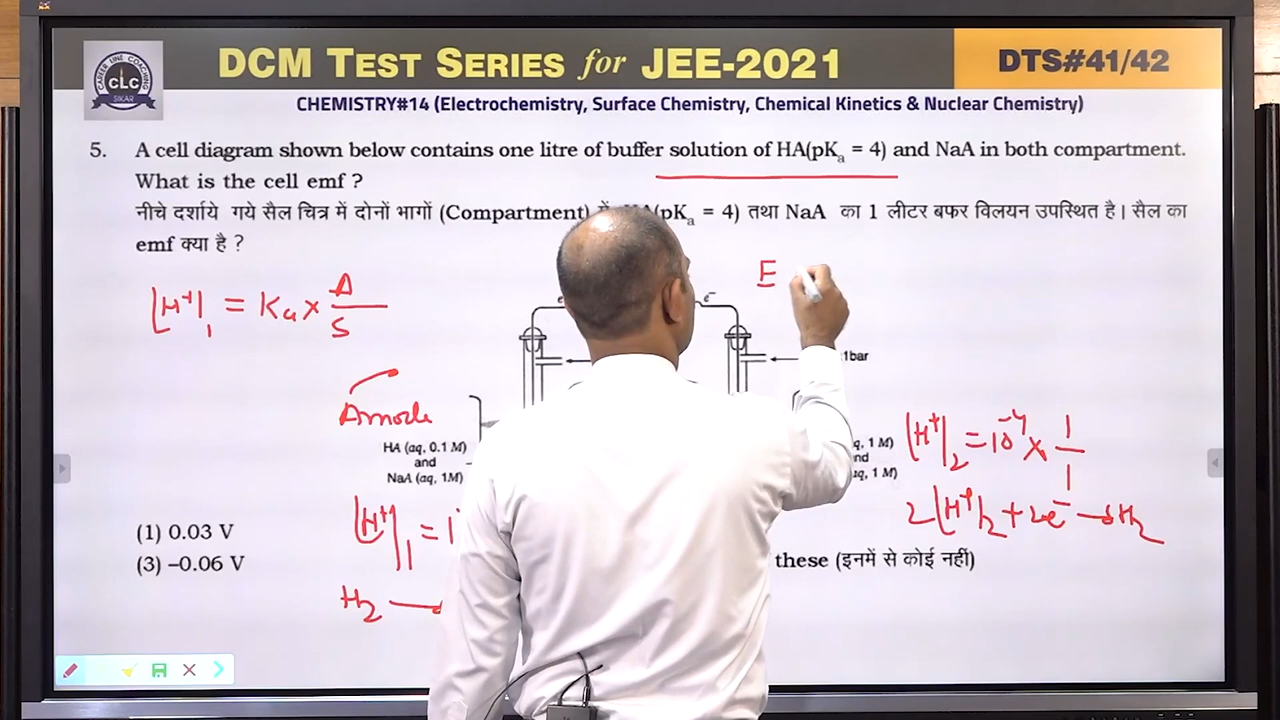 DCM TEST SERIES for JEE-2021
DTS#41/42
CAREER LINE COACHING
CLC
SIKAR
CHEMISTRY#14 (Electrochemistry, Surface Chemistry, Chemical Kinetics & Nuclear Chemistry)
5. A cell diagram shown below contains one litre of buffer solution of HA(pKₐ = 4) and NaA in both compartment.
What is the cell emf ?
नीचे दर्शाये गये सैल चित्र में दोनों भागों (Compartment) (pKₐ = 4) तथा NaA का 1 लीटर बफर विलयन उपस्थित है। सैल का
emf क्या है ?
E
[H⁺]₁ = Ka × A/S
e⁻
1bar
Anode
HA (aq, 0.1 M)
and
NaA (aq, 1M)
q, 1 M)
nd
aq, 1 M)
[H⁺]₂ = 10⁻⁴ × 1/1
[H⁺]₁ = 1
2[H⁺]₂ + 2e⁻ → H₂
(1) 0.03 V
(3) –0.06 V
these (इनमें से कोई नहीं)
H₂ →